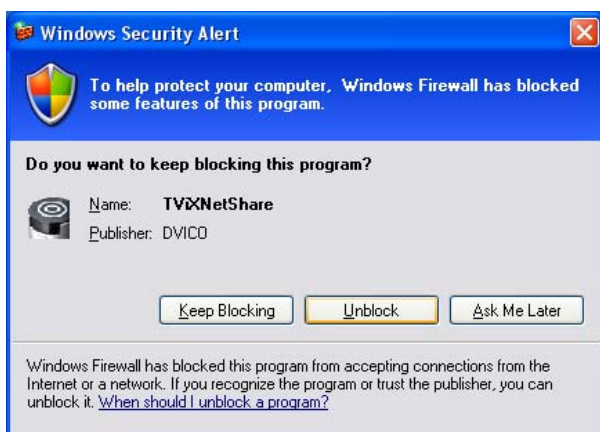 Windows Security Alert
To help protect your computer, Windows Firewall has blocked
some features of this program.
Do you want to keep blocking this program?
Name: TViXNetShare
Publisher: DVICO
Keep Blocking Unblock Ask Me Later
Windows Firewall has blocked this program from accepting connections from the
Internet or a network. If you recognize the program or trust the publisher, you can
unblock it. When should I unblock a program?